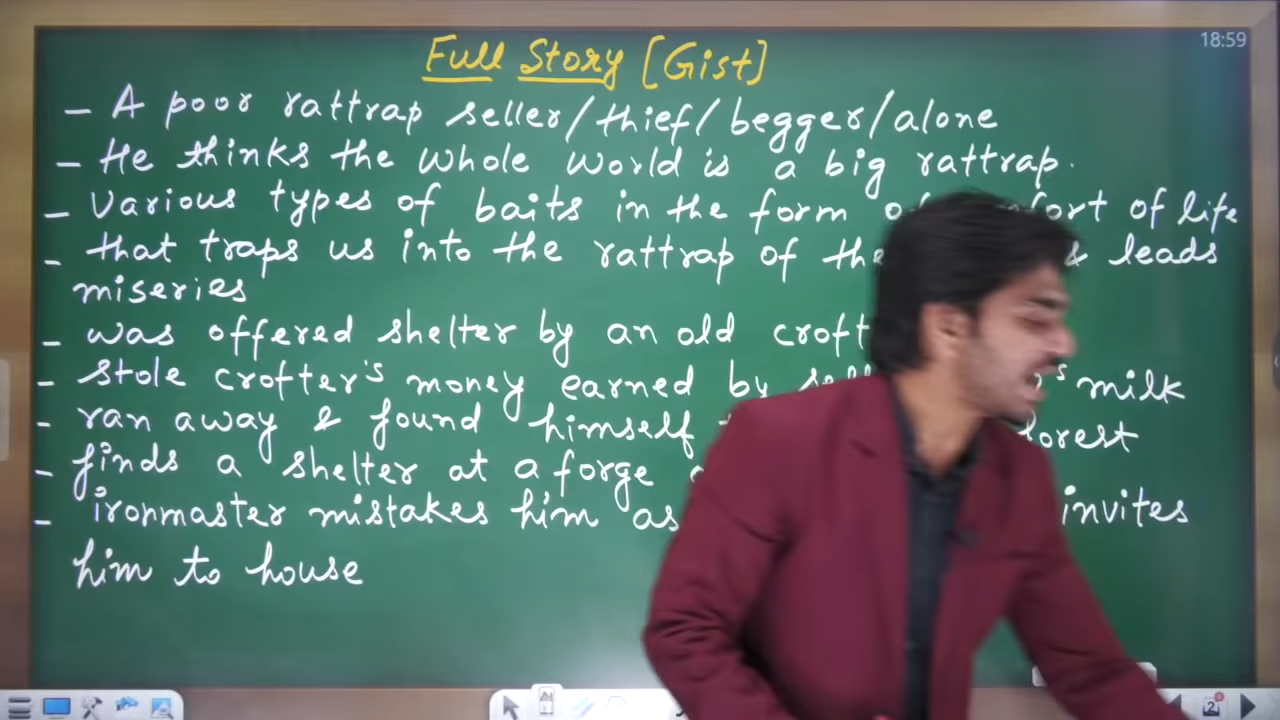 18:59
Full Story [Gist]
- A poor rattrap seller/thief/begger/alone
- He thinks the whole world is a big rattrap.
- Various types of baits in the form of life
- that traps us into the rattrap of the & leads
miseries
- was offered shelter by an old
- stole crofter's money earned by milk
- ran away & found himself forest
- finds a shelter at a forge
- ironmaster mistakes him as invites
him to house
2